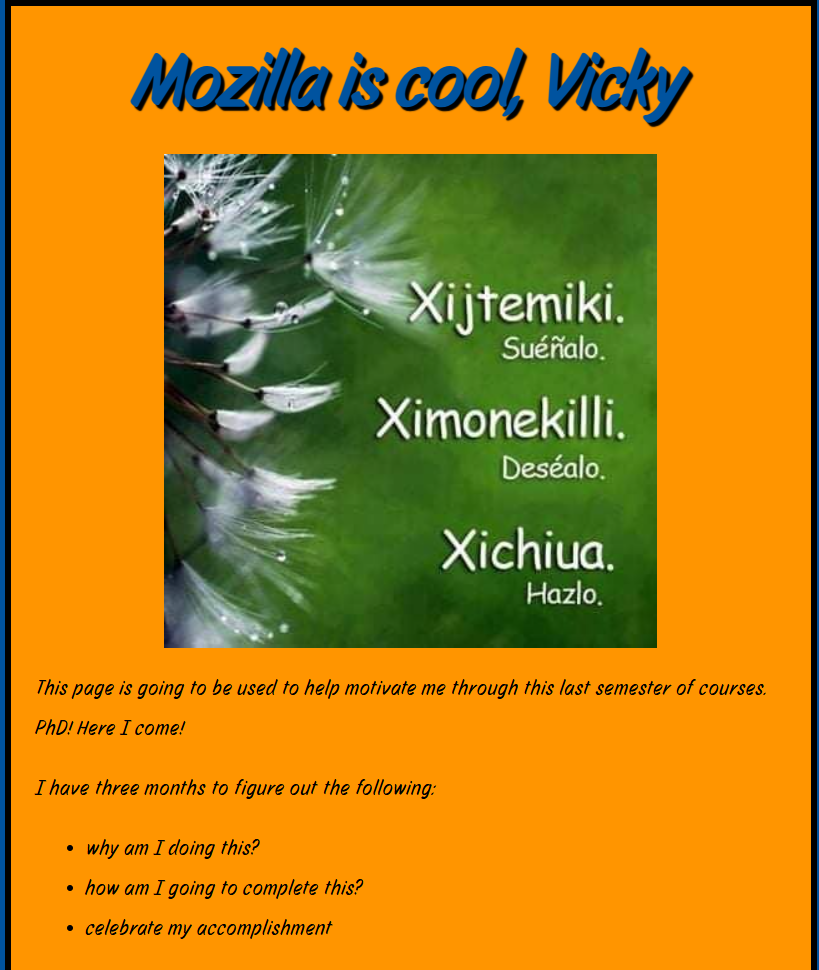 Mozilla is cool, Vicky
Xijtemiki.
Suéñalo.
Ximonekilli.
Deséalo.
Xichiua.
Hazlo.
This page is going to be used to help motivate me through this last semester of courses.
PhD! Here I come!
I have three months to figure out the following:
• why am I doing this?
• how am I going to complete this?
• celebrate my accomplishment